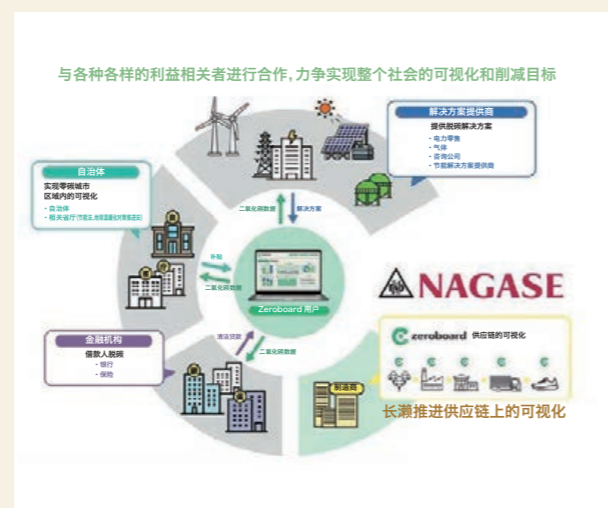 与各种各样的利益相关者进行合作，力争实现整个社会的可视化和削减目标
解决方案提供商
提供脱碳解决方案
・电力零售
・气体
・咨询公司
・节能解决方案提供商
自治体
实现零碳城市
区域内的可视化
・自治体
・相关省厅
二氧化碳数据
解决方案
补贴
二氧化碳数据
Zeroboard 用户
NAGASE
金融机构
借款人脱碳
・银行
・保险
清洁贷款
二氧化碳数据
制造商
zeroboard 供应链的可视化
长濑推进供应链上的可视化